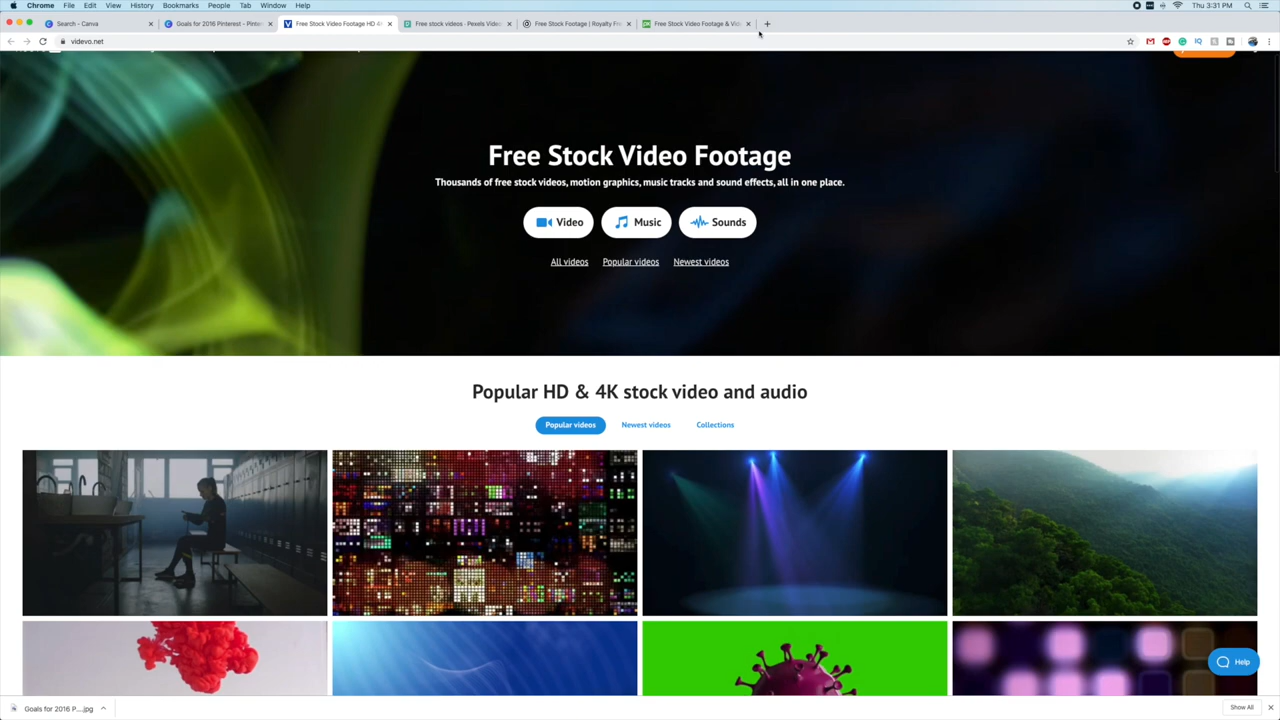 Chrome File Edit View History Bookmarks People Tab Window Help
Thu 3:31 PM
Search - Canva
Goals for 2016 Pinterest - Pinter
Free Stock Video Footage HD 4K
Free stock videos - Pexels Video
Free Stock Footage | Royalty Fre
Free Stock Video Footage & Vid
videvo.net
Free Stock Video Footage
Thousands of free stock videos, motion graphics, music tracks and sound effects, all in one place.
Video Music Sounds
All videos Popular videos Newest videos
Popular HD & 4K stock video and audio
Popular videos Newest videos Collections
Help
Goals for 2016 P....jpg
Show All